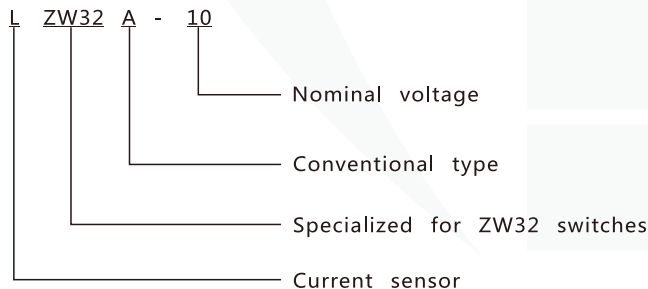 L ZW32 A - 10
Nominal voltage
Conventional type
Specialized for ZW32 switches
Current sensor